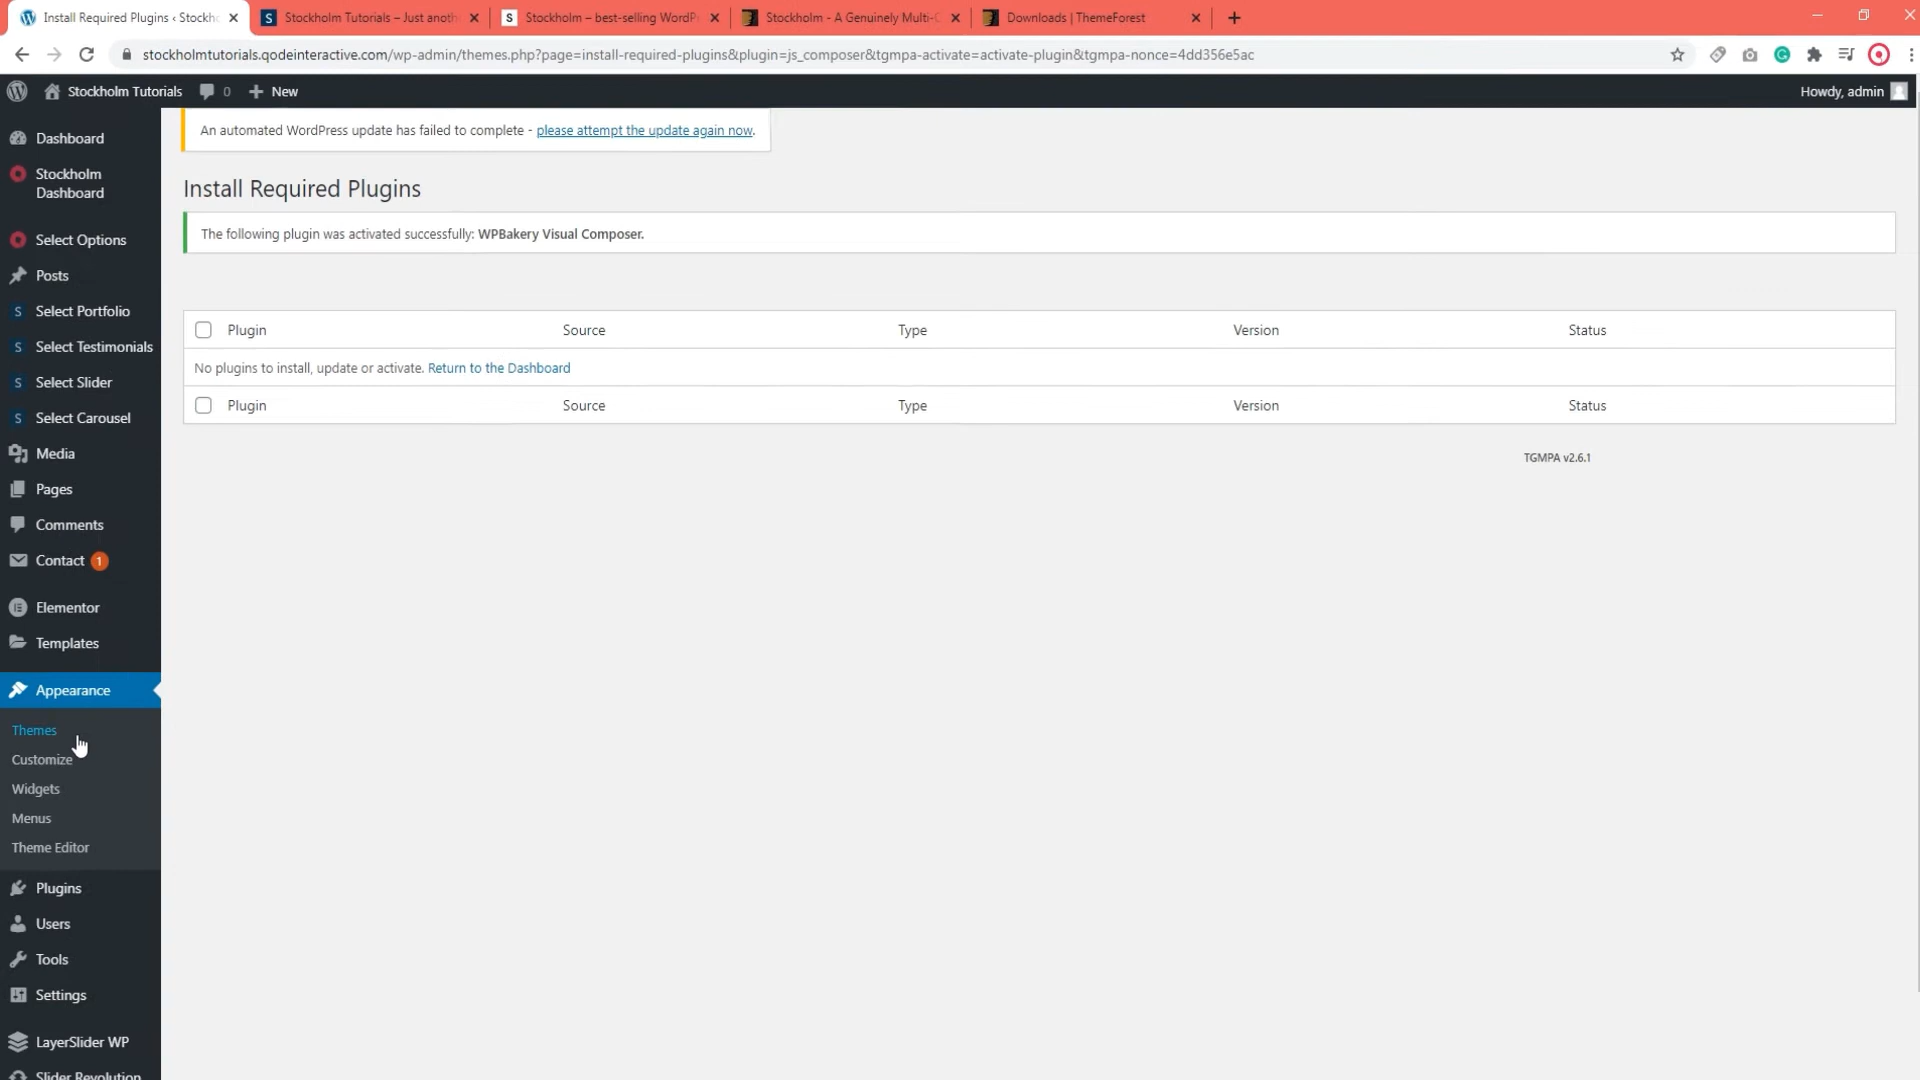 Install Required Plugins ‹ Stockh
Stockholm Tutorials – Just anoth
Stockholm – best-selling WordP
Stockholm - A Genuinely Multi-C
Downloads | ThemeForest
stockholmtutorials.qodeinteractive.com/wp-admin/themes.php?page=install-required-plugins&plugin=js_composer&tgmpa-activate=activate-plugin&tgmpa-nonce=4dd356e5ac
Stockholm Tutorials
0
New
Howdy, admin
Dashboard
Stockholm
Dashboard
Select Options
Posts
Select Portfolio
Select Testimonials
Select Slider
Select Carousel
Media
Pages
Comments
Contact 1
Elementor
Templates
Appearance
Themes
Customize
Widgets
Menus
Theme Editor
Plugins
Users
Tools
Settings
LayerSlider WP
Slider Revolution
An automated WordPress update has failed to complete - please attempt the update again now.
Install Required Plugins
The following plugin was activated successfully: WPBakery Visual Composer.
Plugin Source Type Version Status
No plugins to install, update or activate. Return to the Dashboard
Plugin Source Type Version Status
TGMPA v2.6.1